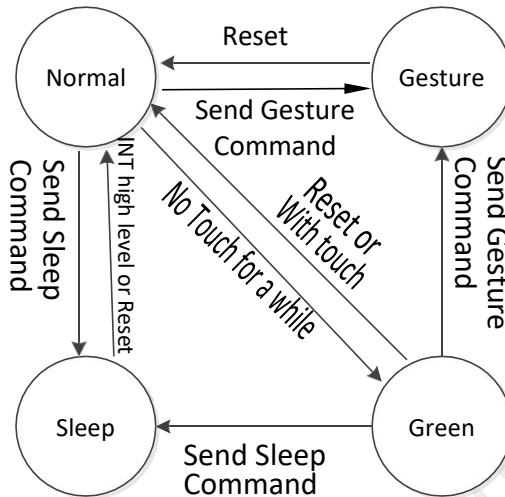 Reset
Normal
Gesture
Send Gesture
Command
INT high level or Reset
Send Sleep
Command
No Touch for a while
Reset or
With touch
Send Gesture
Command
Sleep
Green
Send Sleep
Command